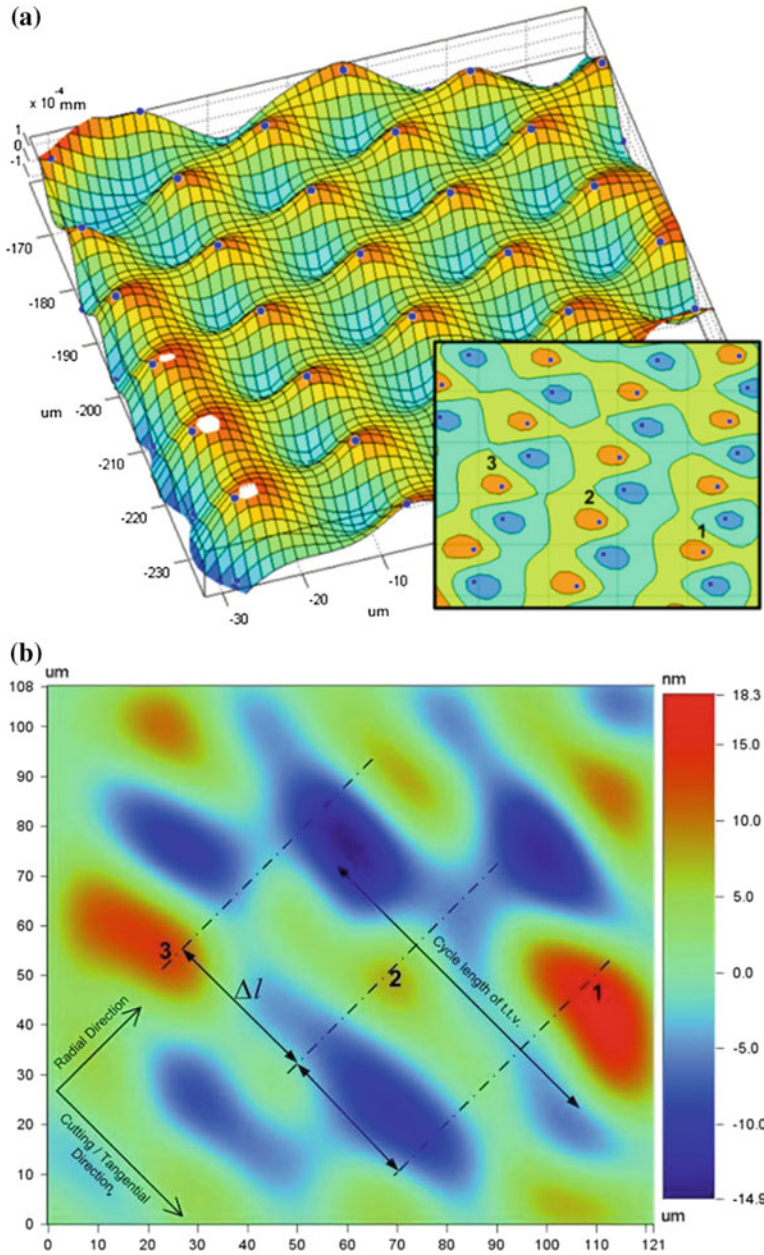 (a)
x 10⁻⁴ mm
1
0
-1
-170
-180
-190
-200
-210
-220
-230
um
-30
-20
-10
um
3
2
1
(b)
um
nm
108
100
90
80
70
60
50
40
30
20
10
0
0 10 20 30 40 50 60 70 80 90 100 110 121
um
18.3
15.0
10.0
5.0
0.0
-5.0
-10.0
-14.9
3
2
1
Δl
Cycle length of t.t.v.
Radial Direction
Cutting / Tangential
Direction